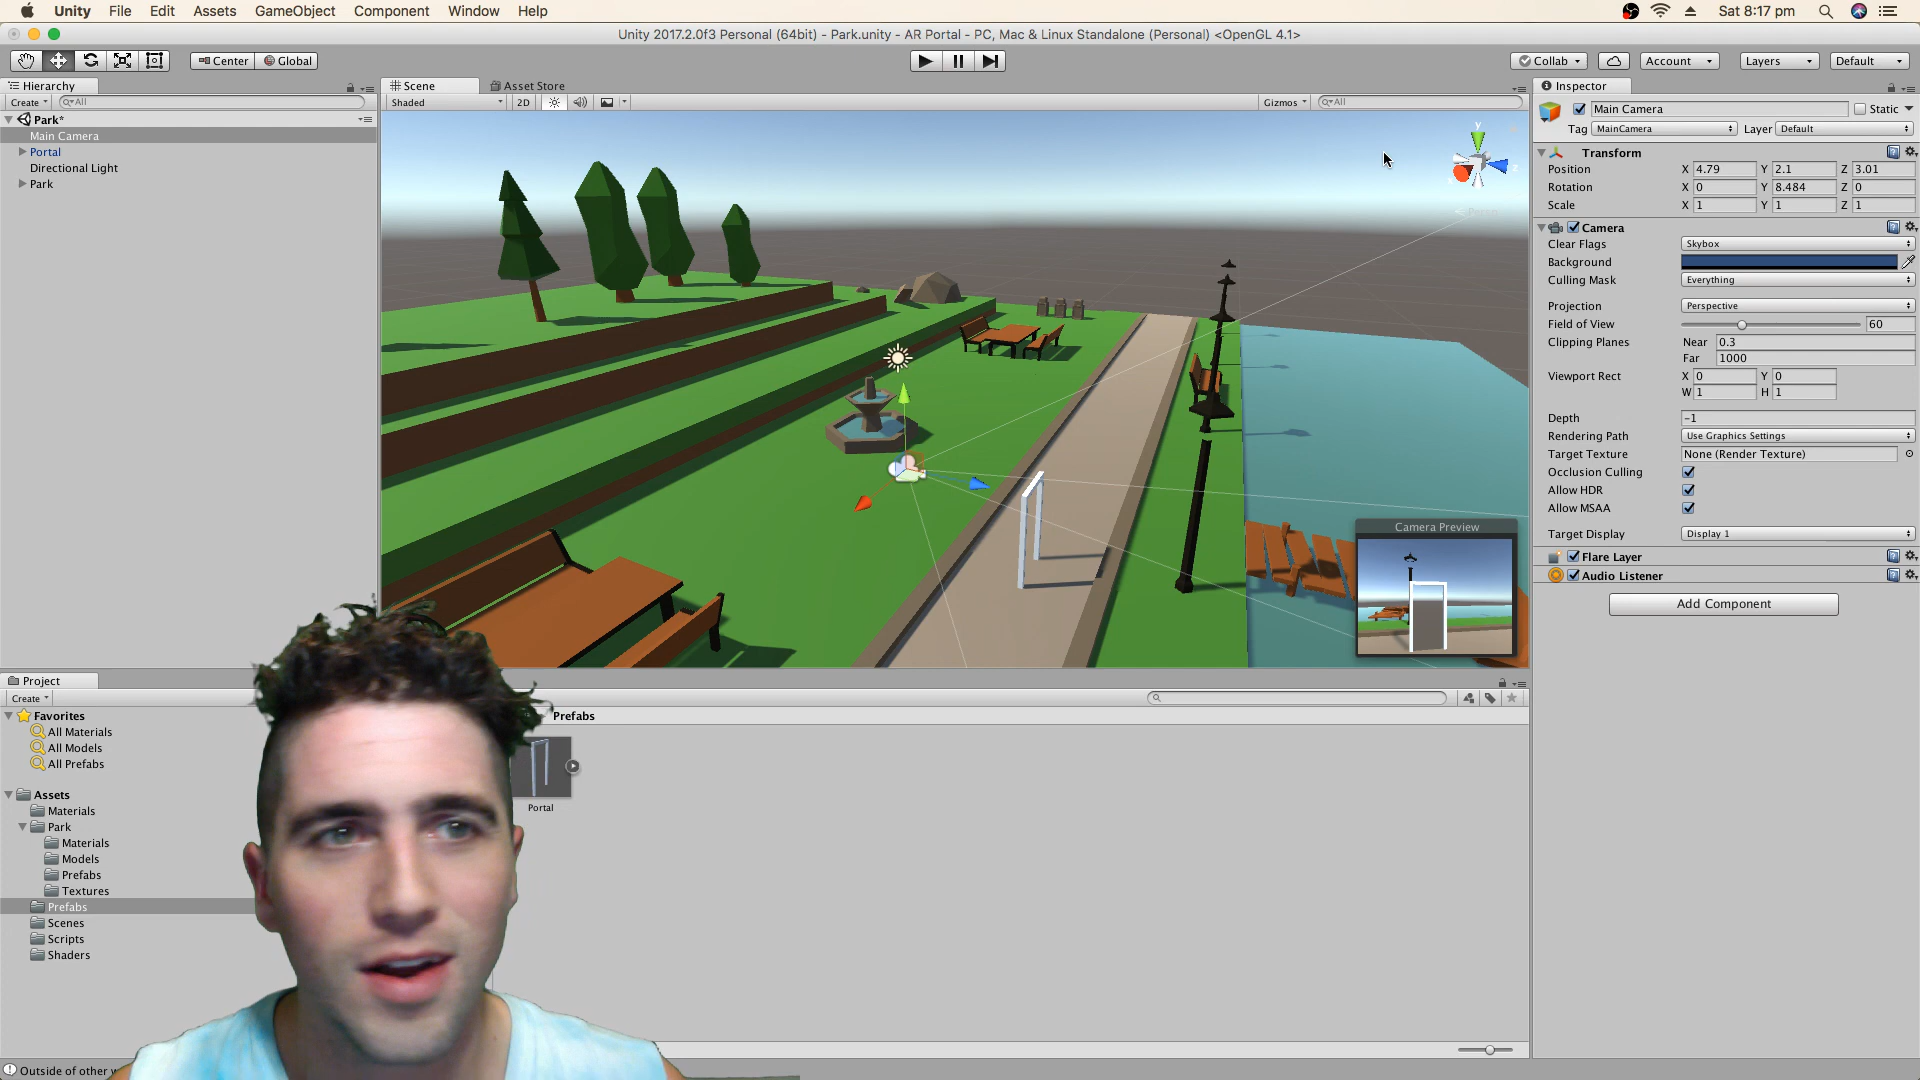 Unity File Edit Assets GameObject Component Window Help Sat 8:17 pm
Unity 2017.2.0f3 Personal (64bit) - Park.unity - AR Portal - PC, Mac & Linux Standalone (Personal) <OpenGL 4.1>
Center Global Collab Account Layers Default
Hierarchy
Create All
Park*
Main Camera
Portal
Directional Light
Park
Scene Asset Store
Shaded 2D Gizmos All
y
Camera Preview
Inspector
Main Camera Static
Tag MainCamera Layer Default
Transform
Position X 4.79 Y 2.1 Z 3.01
Rotation X 0 Y 8.484 Z 0
Scale X 1 Y 1 Z 1
Camera
Clear Flags Skybox
Background
Culling Mask Everything
Projection Perspective
Field of View 60
Clipping Planes Near 0.3
Far 1000
Viewport Rect X 0 Y 0
W 1 H 1
Depth -1
Rendering Path Use Graphics Settings
Target Texture None (Render Texture)
Occlusion Culling
Allow HDR
Allow MSAA
Target Display Display 1
Flare Layer
Audio Listener
Add Component
Project
Create
Favorites
All Materials
All Models
All Prefabs
Assets
Materials
Park
Materials
Models
Prefabs
Textures
Prefabs
Scenes
Scripts
Shaders
Prefabs
Portal
Outside of other